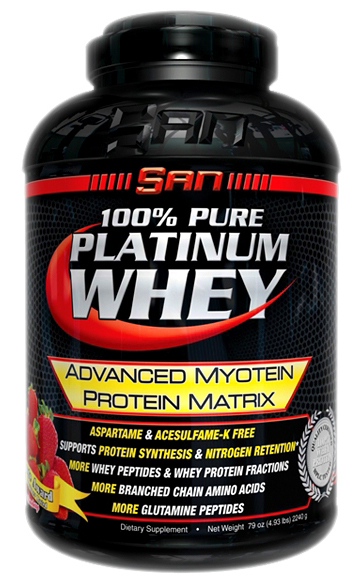 SAN
SAN
100% PURE
PLATINUM
WHEY
ADVANCED MYOTEIN
PROTEIN MATRIX
ASPARTAME & ACESULFAME-K FREE
SUPPORTS PROTEIN SYNTHESIS & NITROGEN RETENTION*
MORE WHEY PEPTIDES & WHEY PROTEIN FRACTIONS
MORE BRANCHED CHAIN AMINO ACIDS
MORE GLUTAMINE PEPTIDES
Dietary Supplement • Net Weight 79 oz (4.93 lbs) 2240 g